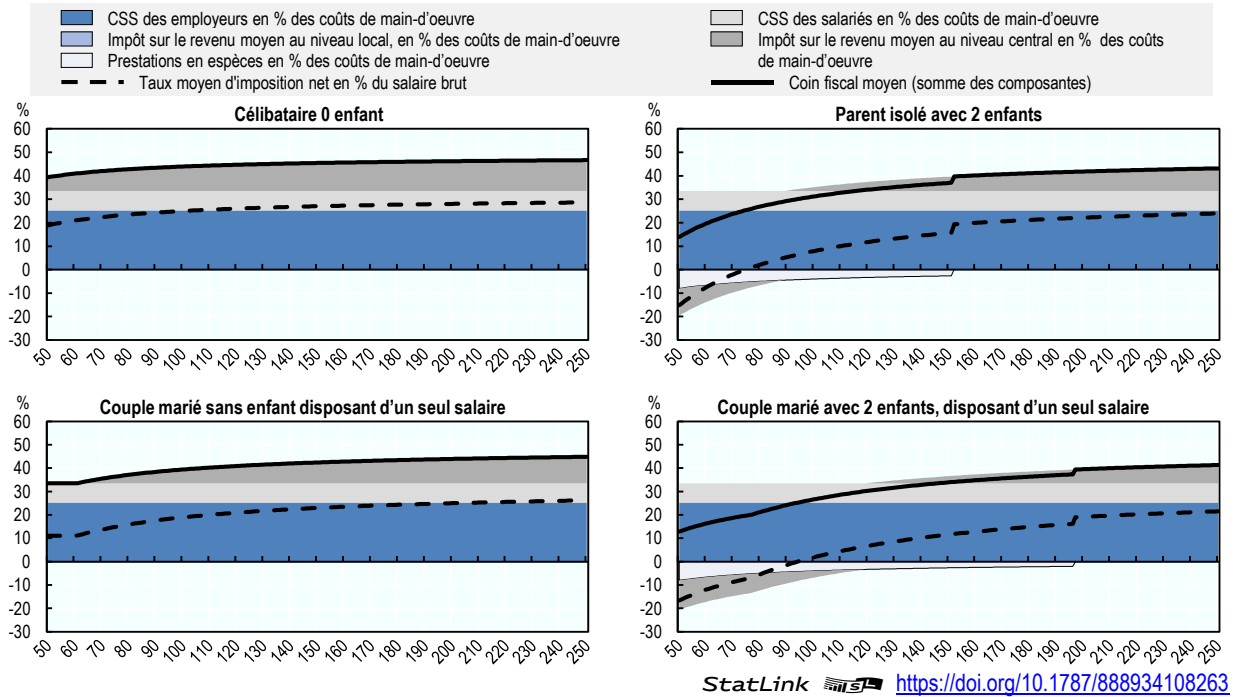 CSS des employeurs en % des coûts de main-d'oeuvre
CSS des salariés en % des coûts de main-d'oeuvre
Impôt sur le revenu moyen au niveau local, en % des coûts de main-d'oeuvre
Impôt sur le revenu moyen au niveau central en % des coûts
de main-d'oeuvre
Prestations en espèces en % des coûts de main-d'oeuvre
Taux moyen d'imposition net en % du salaire brut
Coin fiscal moyen (somme des composantes)
%
Célibataire 0 enfant
60
50
40
30
20
10
0
-10
-20
-30
50 60 70 80 90 100 110 120 130 140 150 160 170 180 190 200 210 220 230 240 250
%
Parent isolé avec 2 enfants
60
50
40
30
20
10
0
-10
-20
-30
50 60 70 80 90 100 110 120 130 140 150 160 170 180 190 200 210 220 230 240 250
%
Couple marié sans enfant disposant d'un seul salaire
60
50
40
30
20
10
0
-10
-20
-30
50 60 70 80 90 100 110 120 130 140 150 160 170 180 190 200 210 220 230 240 250
%
Couple marié avec 2 enfants, disposant d'un seul salaire
60
50
40
30
20
10
0
-10
-20
-30
50 60 70 80 90 100 110 120 130 140 150 160 170 180 190 200 210 220 230 240 250
StatLink https://doi.org/10.1787/888934108263